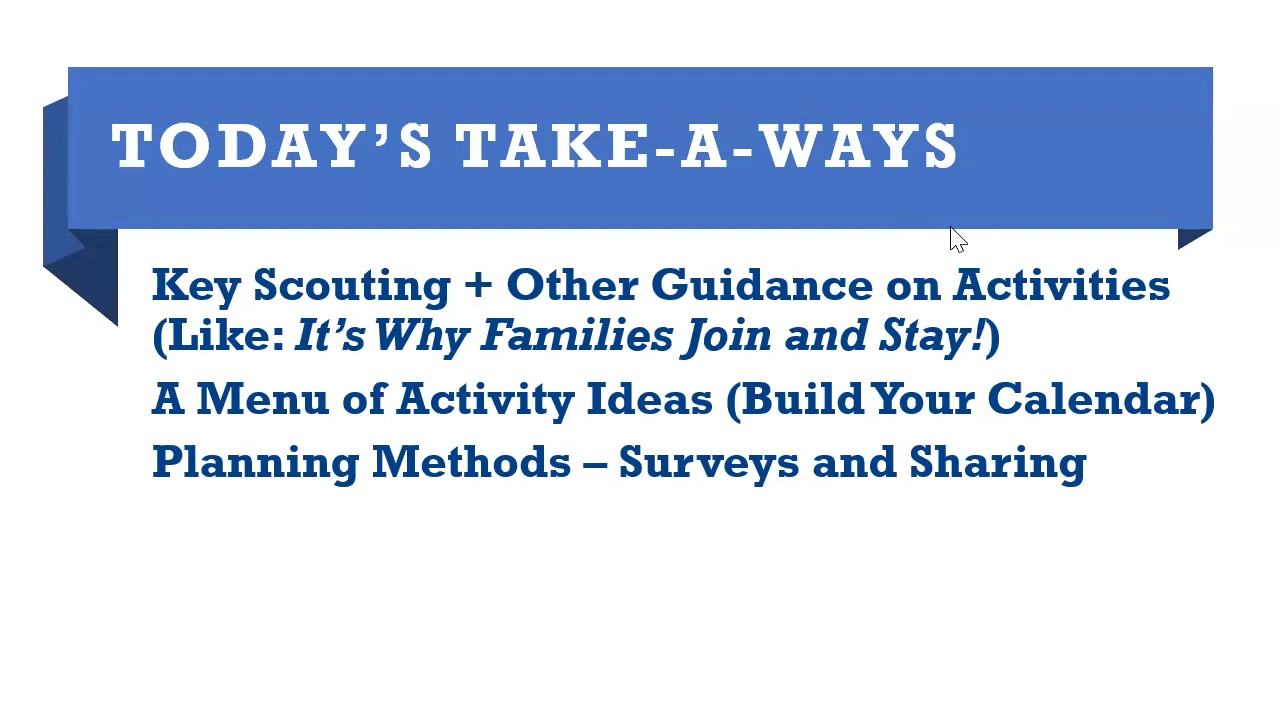 TODAY’S TAKE-A-WAYS
Key Scouting + Other Guidance on Activities
(Like: It’s Why Families Join and Stay!)
A Menu of Activity Ideas (Build Your Calendar)
Planning Methods – Surveys and Sharing